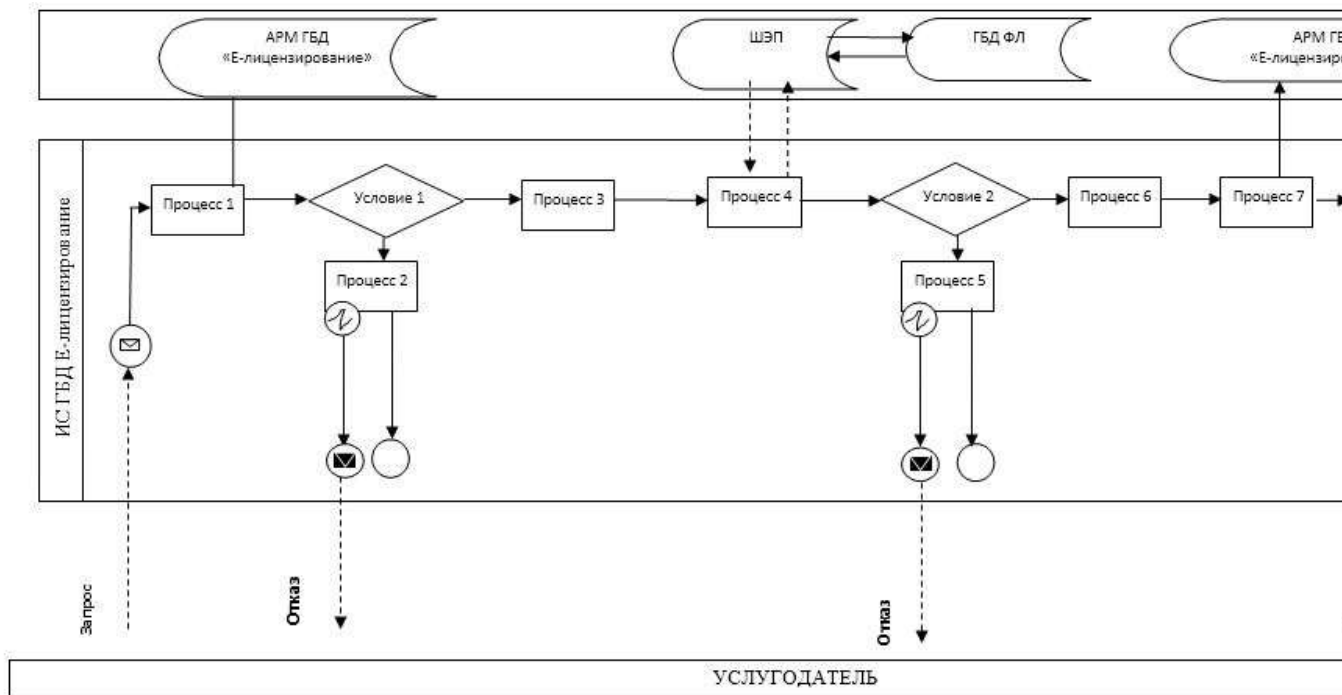 АРМ ГБД
«Е-лицензирование»
ШЭП
ГБД ФЛ
АРМ
Процесс 1
Условие 1
Процесс 3
Процесс 4
Условие 2
Процесс 6
Процесс 7
Процесс 2
Процесс 5
ИС ГБД Е-лицензирование
Запрос
Отказ
Отказ
УСЛУГОДАТЕЛЬ